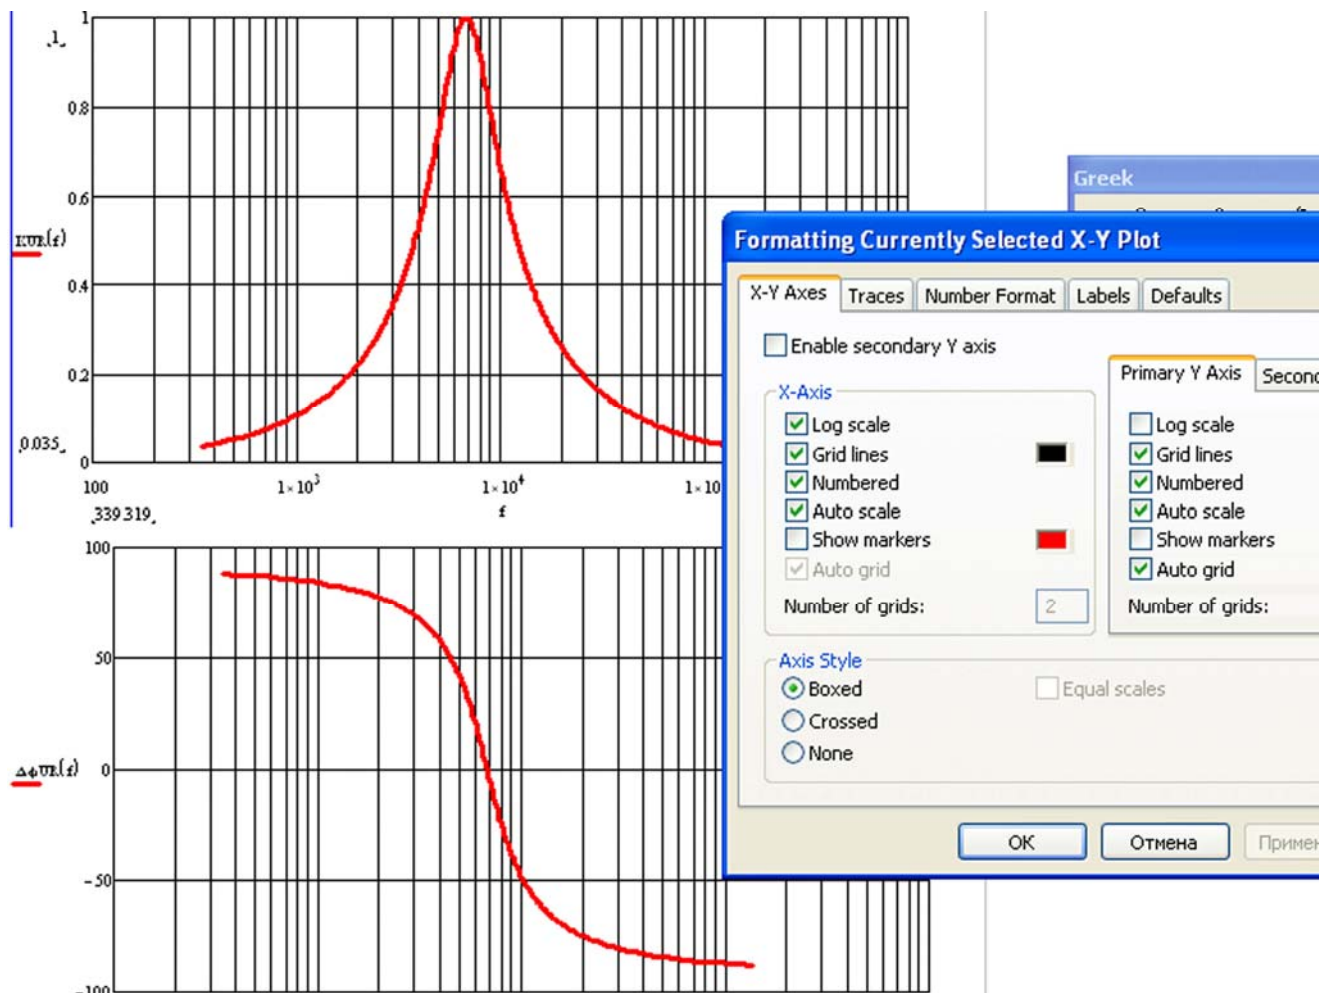 1
1
0.8
0.6
KUR(f)
0.4
0.2
0.035
0
100
1×10³
1×10⁴
1×10
339.319
f
100
50
ΔφUR(f)
0
-50
-100
Greek
Formatting Currently Selected X-Y Plot
X-Y Axes Traces Number Format Labels Defaults
Enable secondary Y axis
X-Axis
Log scale
Grid lines
Numbered
Auto scale
Show markers
Auto grid
Number of grids: 2
Primary Y Axis Second
Log scale
Grid lines
Numbered
Auto scale
Show markers
Auto grid
Number of grids:
Axis Style
Boxed
Crossed
None
Equal scales
OK Отмена Примен